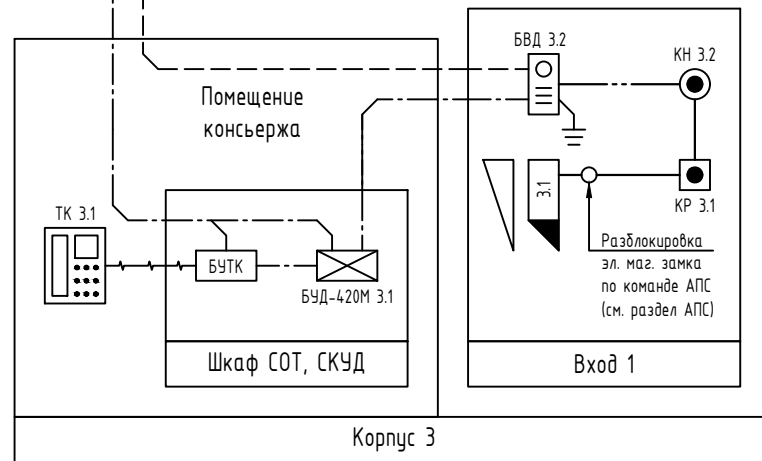 БВД 3.2
КН 3.2
Помещение
консьержа
ТК 3.1
3.1
КР 3.1
БУТК
БУД-420М 3.1
Разблокировка
эл. маг. замка
по команде АПС
(см. раздел АПС)
Шкаф СОТ, СКУД
Вход 1
Корпус 3